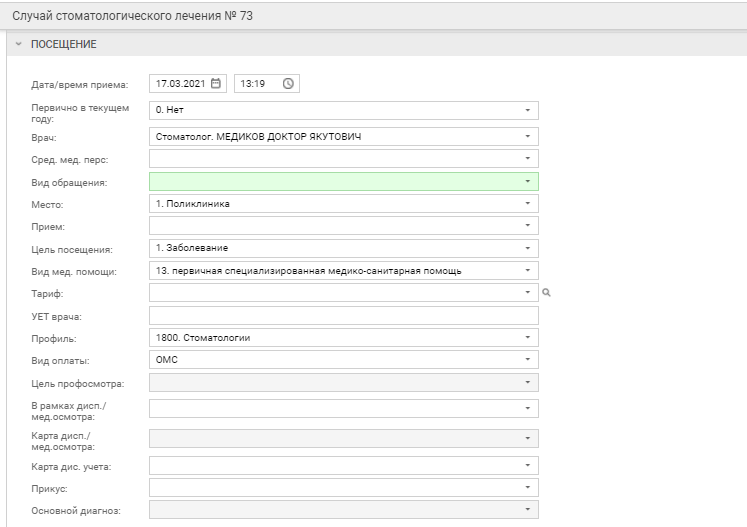 Случай стоматологического лечения № 73
ПОСЕЩЕНИЕ
Дата/время приема: 17.03.2021 13:19
Первично в текущем
году: 0. Нет
Врач: Стоматолог. МЕДИКОВ ДОКТОР ЯКУТОВИЧ
Сред. мед. перс:
Вид обращения:
Место: 1. Поликлиника
Прием:
Цель посещения: 1. Заболевание
Вид мед. помощи: 13. первичная специализированная медико-санитарная помощь
Тариф:
УЕТ врача:
Профиль: 1800. Стоматологии
Вид оплаты: ОМС
Цель профосмотра:
В рамках дисп./
мед.осмотра:
Карта дисп./
мед.осмотра:
Карта дис. учета:
Прикус:
Основной диагноз: